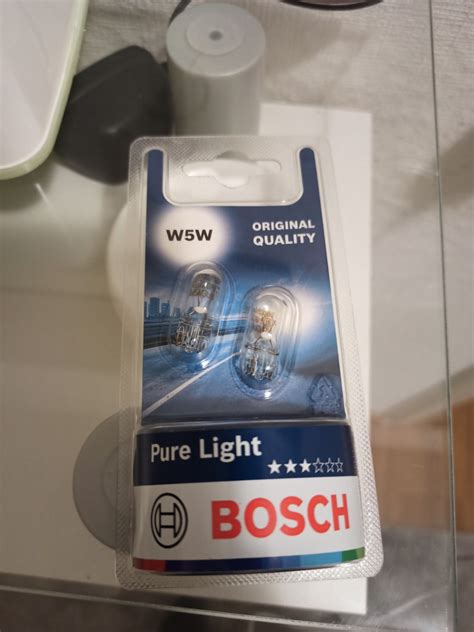 W5W
ORIGINAL
QUALITY
Pure Light
BOSCH